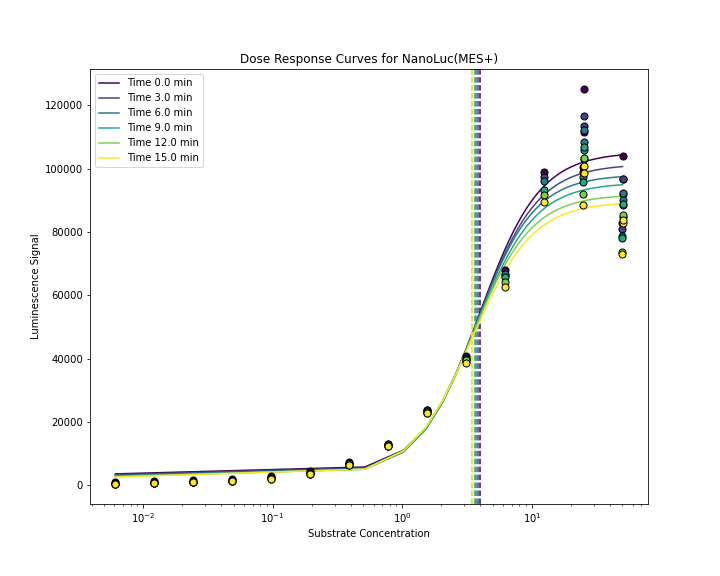 Dose Response Curves for NanoLuc(MES+)
Time 0.0 min
Time 3.0 min
Time 6.0 min
Time 9.0 min
Time 12.0 min
Time 15.0 min
Luminescence Signal
120000
100000
80000
60000
40000
20000
0
10⁻² 10⁻¹ 10⁰ 10¹
Substrate Concentration